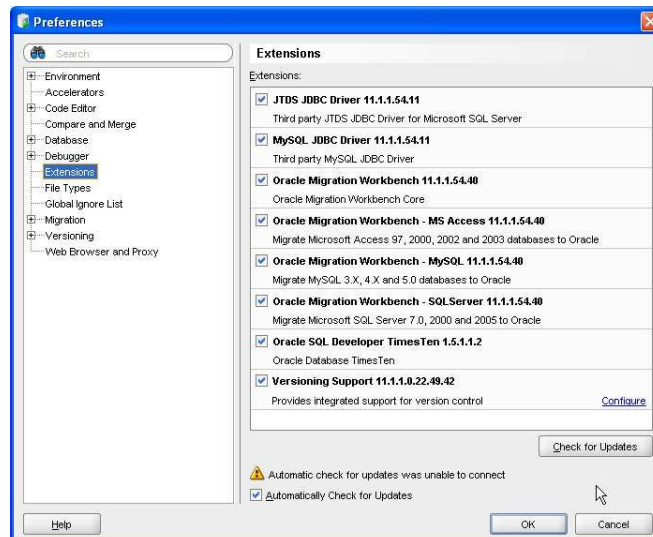 Preferences
Search
Environment
Accelerators
Code Editor
Compare and Merge
Database
Debugger
Extensions
File Types
Global Ignore List
Migration
Versioning
Web Browser and Proxy
Extensions
Extensions:
JTDS JDBC Driver 11.1.1.54.11
Third party JTDS JDBC Driver for Microsoft SQL Server
MySQL JDBC Driver 11.1.1.54.11
Third party MySQL JDBC Driver
Oracle Migration Workbench 11.1.1.54.40
Oracle Migration Workbench Core
Oracle Migration Workbench - MS Access 11.1.1.54.40
Migrate Microsoft Access 97, 2000, 2002 and 2003 databases to Oracle
Oracle Migration Workbench - MySQL 11.1.1.54.40
Migrate MySQL 3.X, 4.X and 5.0 databases to Oracle
Oracle Migration Workbench - SQLServer 11.1.1.54.40
Migrate Microsoft SQL Server 7.0, 2000 and 2005 to Oracle
Oracle SQL Developer TimesTen 1.5.1.1.2
Oracle Database TimesTen
Versioning Support 11.1.1.0.22.49.42
Provides integrated support for version control Configure
Check for Updates
Automatic check for updates was unable to connect
Automatically Check for Updates
Help OK Cancel